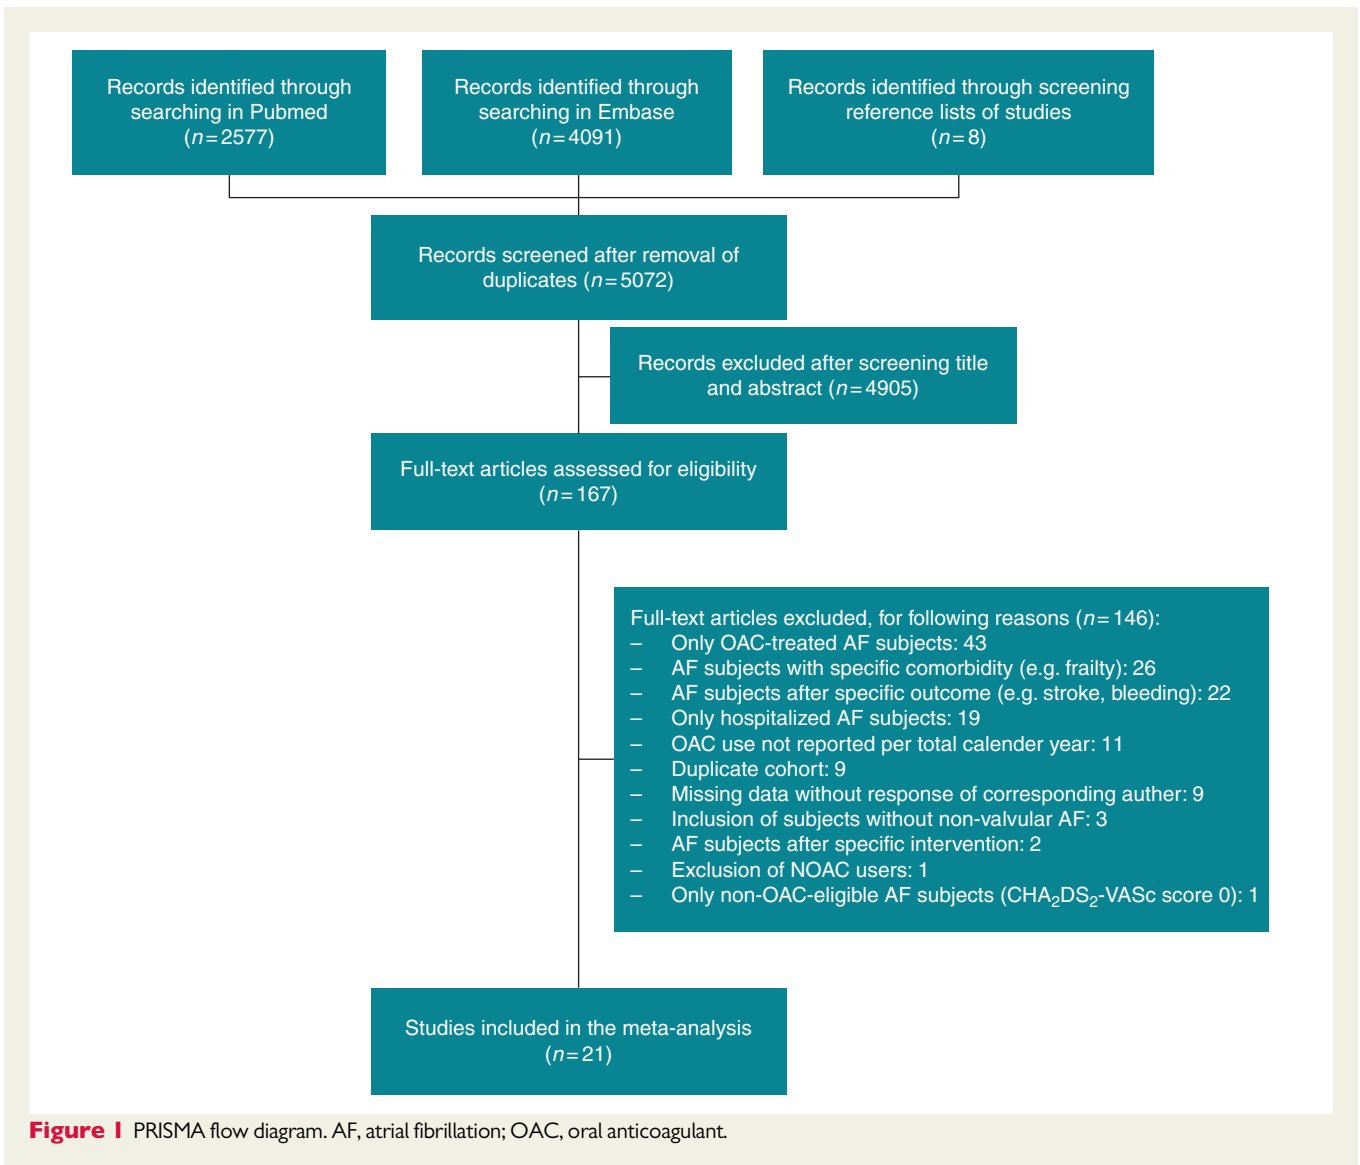 Records identified through
searching in Pubmed
(n=2577)
Records identified through
searching in Embase
(n=4091)
Records identified through screening
reference lists of studies
(n=8)
Records screened after removal of
duplicates (n=5072)
Records excluded after screening title
and abstract (n=4905)
Full-text articles assessed for eligibility
(n=167)
Full-text articles excluded, for following reasons (n=146):
– Only OAC-treated AF subjects: 43
– AF subjects with specific comorbidity (e.g. frailty): 26
– AF subjects after specific outcome (e.g. stroke, bleeding): 22
– Only hospitalized AF subjects: 19
– OAC use not reported per total calender year: 11
– Duplicate cohort: 9
– Missing data without response of corresponding auther: 9
– Inclusion of subjects without non-valvular AF: 3
– AF subjects after specific intervention: 2
– Exclusion of NOAC users: 1
– Only non-OAC-eligible AF subjects (CHA₂DS₂-VASc score 0): 1
Studies included in the meta-analysis
(n=21)
Figure 1 PRISMA flow diagram. AF, atrial fibrillation; OAC, oral anticoagulant.